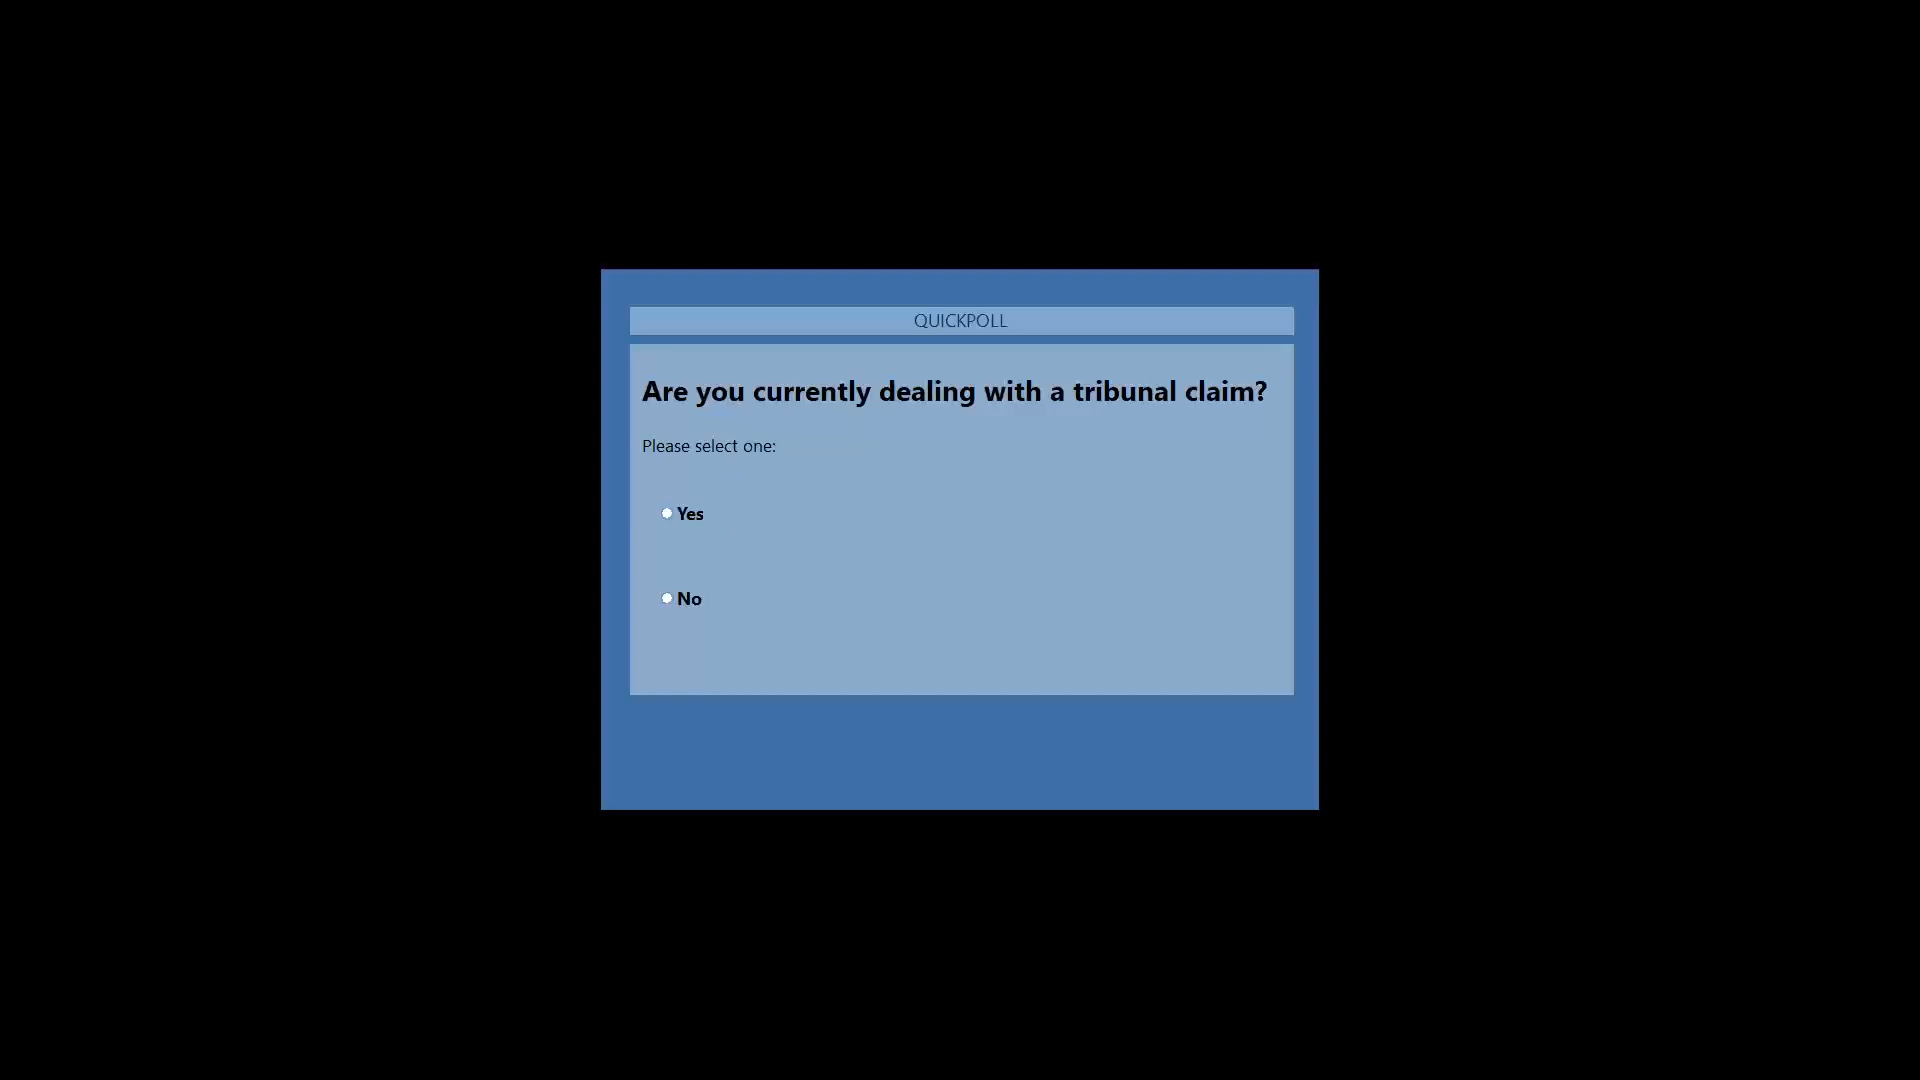 QUICKPOLL
Are you currently dealing with a tribunal claim?
Please select one:
Yes
No